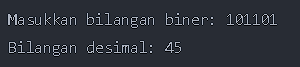 Masukkan bilangan biner: 101101
Bilangan desimal: 45